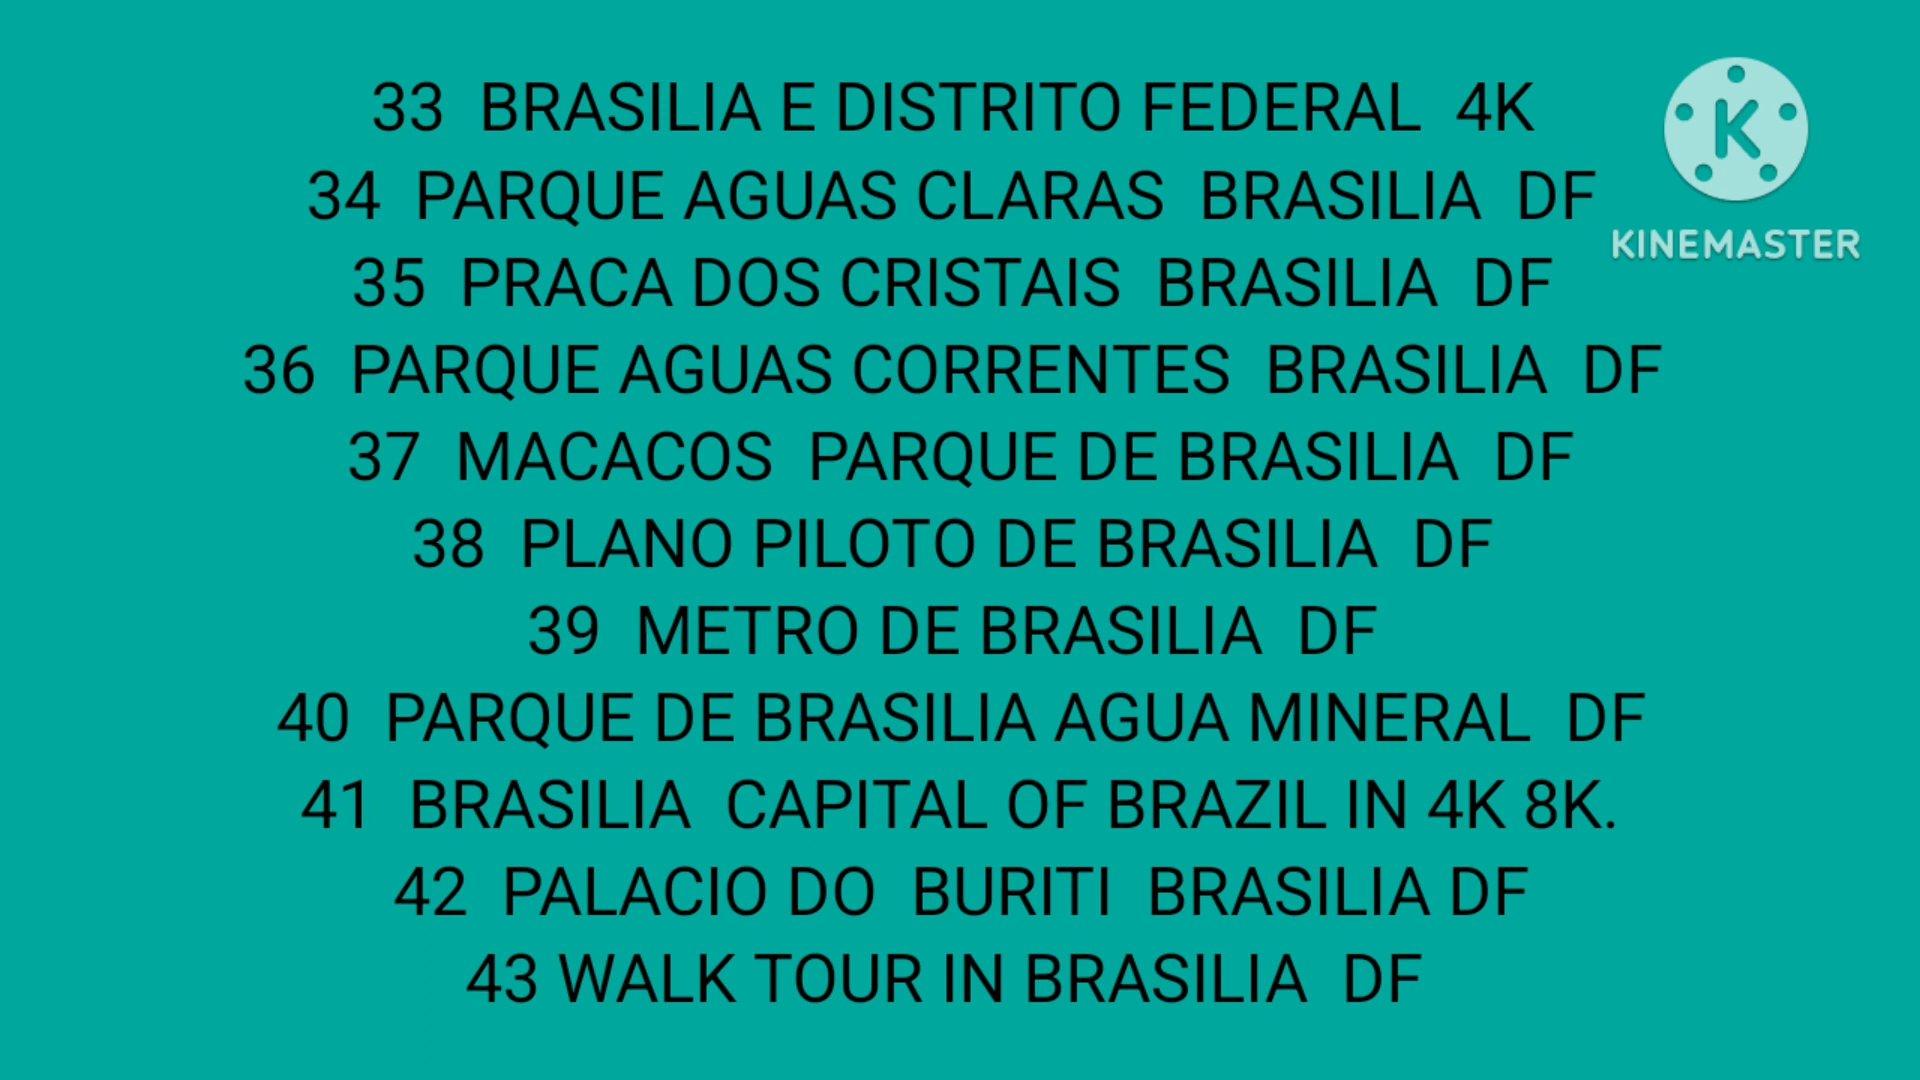 33  BRASILIA E DISTRITO FEDERAL  4K
34  PARQUE AGUAS CLARAS  BRASILIA  DF
35  PRACA DOS CRISTAIS  BRASILIA  DF
36  PARQUE AGUAS CORRENTES  BRASILIA  DF
37  MACACOS  PARQUE DE BRASILIA  DF
38  PLANO PILOTO DE BRASILIA  DF
39  METRO DE BRASILIA  DF
40  PARQUE DE BRASILIA AGUA MINERAL  DF
41  BRASILIA  CAPITAL OF BRAZIL IN 4K 8K.
42  PALACIO DO  BURITI  BRASILIA DF
43 WALK TOUR IN BRASILIA  DF
K
KINEMASTER